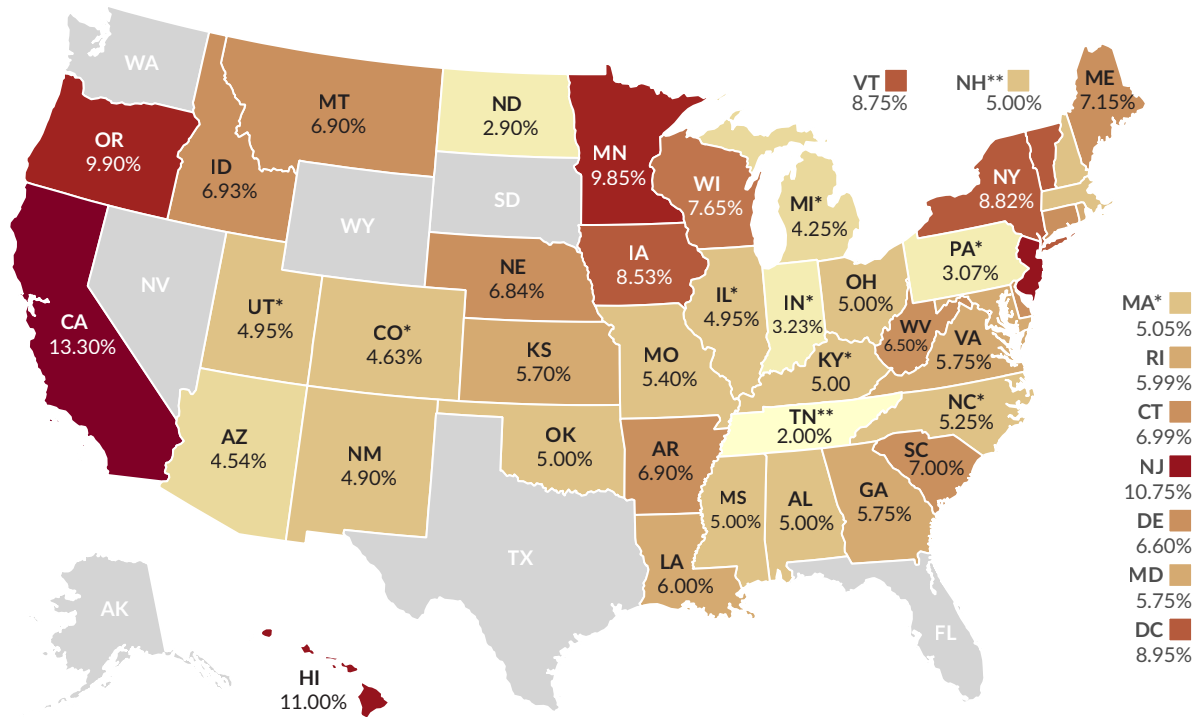 WA
VT
8.75%
NH**
5.00%
ME
7.15%
MT
6.90%
ND
2.90%
OR
9.90%
ID
6.93%
MN
9.85%
WI
7.65%
NY
8.82%
SD
WY
MI*
4.25%
PA*
3.07%
IA
8.53%
NE
6.84%
NV
UT*
4.95%
CO*
4.63%
IL*
4.95%
IN*
3.23%
OH
5.00%
WV
6.50%
VA
5.75%
CA
13.30%
KS
5.70%
MO
5.40%
KY*
5.00
MA*
5.05%
RI
5.99%
CT
6.99%
NJ
10.75%
DE
6.60%
MD
5.75%
DC
8.95%
NC*
5.25%
TN**
2.00%
AZ
4.54%
NM
4.90%
OK
5.00%
AR
6.90%
SC
7.00%
MS
5.00%
AL
5.00%
GA
5.75%
TX
LA
6.00%
AK
FL
HI
11.00%